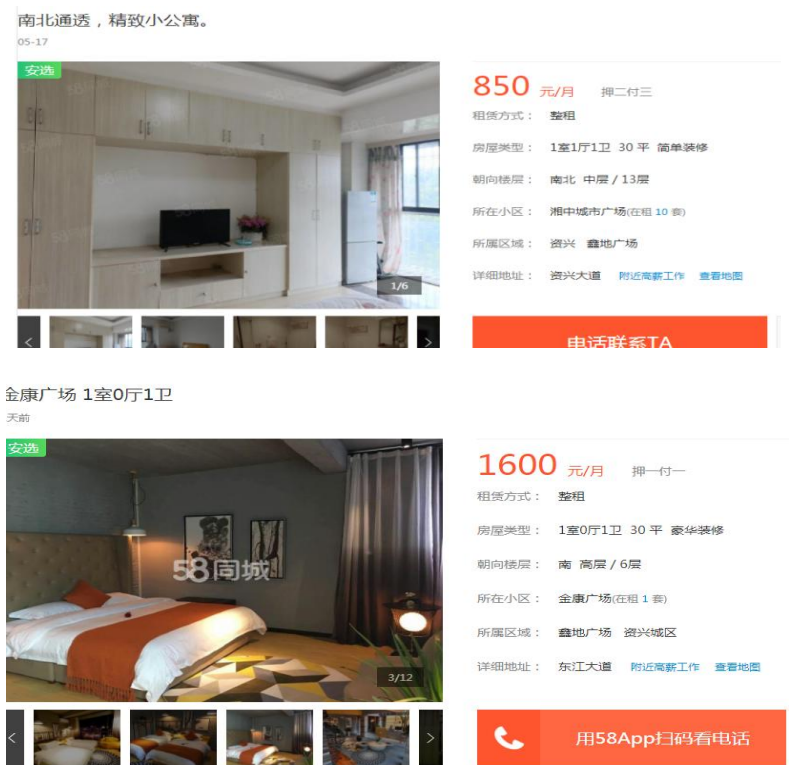 南北通透，精致小公寓。
05-17
安选
1/6
850 元/月 押二付三
租赁方式： 整租
房屋类型： 1室1厅1卫 30 平 简单装修
朝向楼层： 南北 中层 / 13层
所在小区： 湘中城市广场(在租 10 套)
所属区域： 资兴 鑫地广场
详细地址： 资兴大道 附近高薪工作 查看地图
电话联系TA
金康广场 1室0厅1卫
天前
安选
58同城
3/12
1600 元/月 押一付一
租赁方式： 整租
房屋类型： 1室0厅1卫 30 平 豪华装修
朝向楼层： 南 高层 / 6层
所在小区： 金康广场(在租 1 套)
所属区域： 鑫地广场 资兴城区
详细地址： 东江大道 附近高薪工作 查看地图
用58App扫码看电话